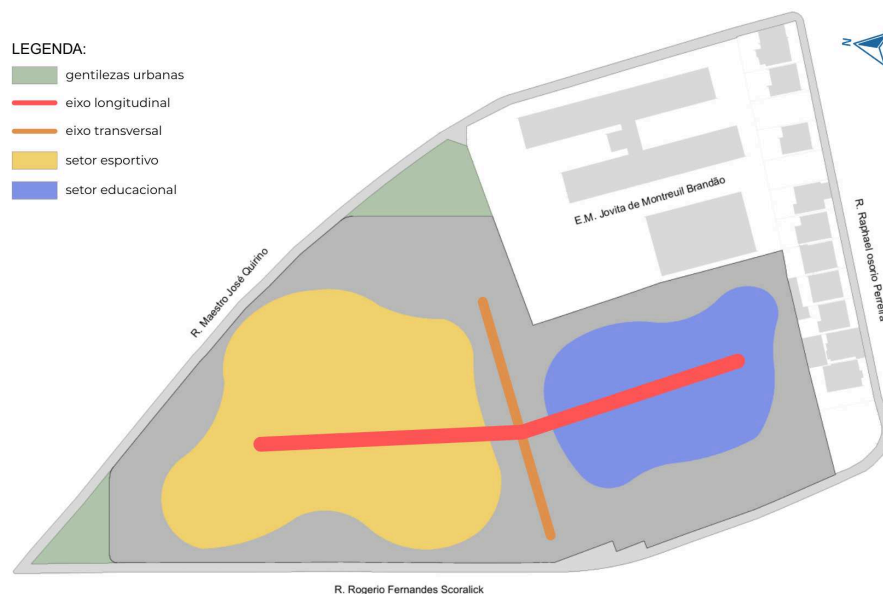 LEGENDA:
gentilezas urbanas
eixo longitudinal
eixo transversal
setor esportivo
setor educacional
N
E.M. Jovita de Montreuil Brandão
R. Maestro José Quirino
R. Raphael osorio Perreira
R. Rogerio Fernandes Scoralick